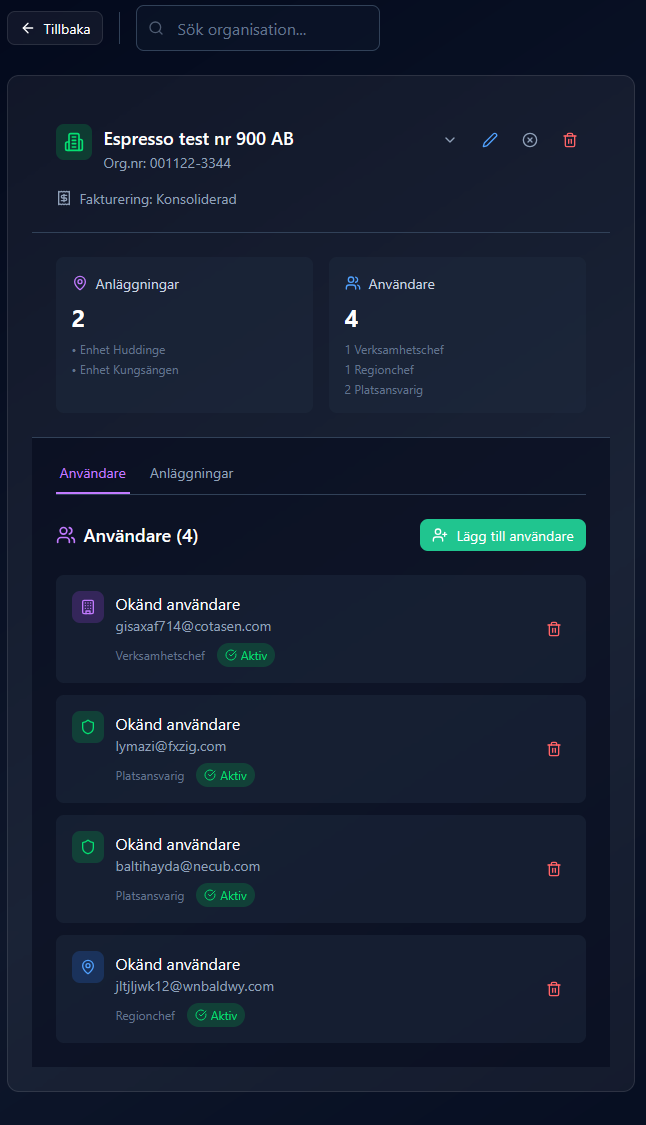 Tillbaka
Sök organisation...
Espresso test nr 900 AB
Org.nr: 001122-3344
Fakturering: Konsoliderad
Anläggningar
2
• Enhet Huddinge
• Enhet Kungsängen
Användare
4
1 Verksamhetschef
1 Regionchef
2 Platsansvarig
Användare Anläggningar
Användare (4)
Lägg till användare
Okänd användare
gisaxaf714@cotasen.com
Verksamhetschef Aktiv
Okänd användare
lymazi@fxzig.com
Platsansvarig Aktiv
Okänd användare
baltihayda@necub.com
Platsansvarig Aktiv
Okänd användare
jltjljwk12@wnbaldwy.com
Regionchef Aktiv